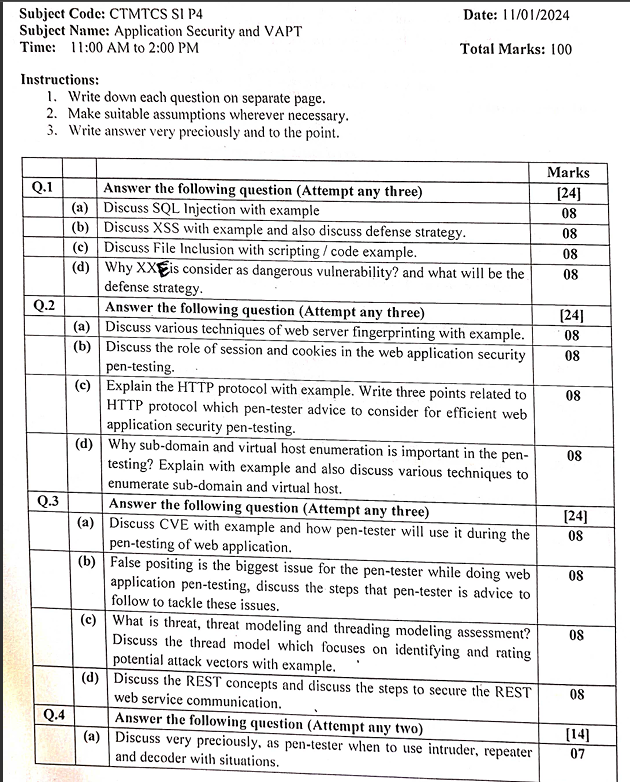 Subject Code: CTMTCS SI P4 Date: 11/01/2024
Subject Name: Application Security and VAPT
Time: 11:00 AM to 2:00 PM Total Marks: 100
Instructions:
1. Write down each question on separate page.
2. Make suitable assumptions wherever necessary.
3. Write answer very preciously and to the point.
Marks
Q.1 Answer the following question (Attempt any three) [24]
(a) Discuss SQL Injection with example 08
(b) Discuss XSS with example and also discuss defense strategy. 08
(c) Discuss File Inclusion with scripting / code example. 08
(d) Why XXE is consider as dangerous vulnerability? and what will be the 08
defense strategy.
Q.2 Answer the following question (Attempt any three) [24]
(a) Discuss various techniques of web server fingerprinting with example. 08
(b) Discuss the role of session and cookies in the web application security 08
pen-testing.
(c) Explain the HTTP protocol with example. Write three points related to 08
HTTP protocol which pen-tester advice to consider for efficient web
application security pen-testing.
(d) Why sub-domain and virtual host enumeration is important in the pen- 08
testing? Explain with example and also discuss various techniques to
enumerate sub-domain and virtual host.
Q.3 Answer the following question (Attempt any three) [24]
(a) Discuss CVE with example and how pen-tester will use it during the 08
pen-testing of web application.
(b) False positing is the biggest issue for the pen-tester while doing web 08
application pen-testing, discuss the steps that pen-tester is advice to
follow to tackle these issues.
(c) What is threat, threat modeling and threading modeling assessment? 08
Discuss the thread model which focuses on identifying and rating
potential attack vectors with example.
(d) Discuss the REST concepts and discuss the steps to secure the REST 08
web service communication.
Q.4 Answer the following question (Attempt any two) [14]
(a) Discuss very preciously, as pen-tester when to use intruder, repeater 07
and decoder with situations.